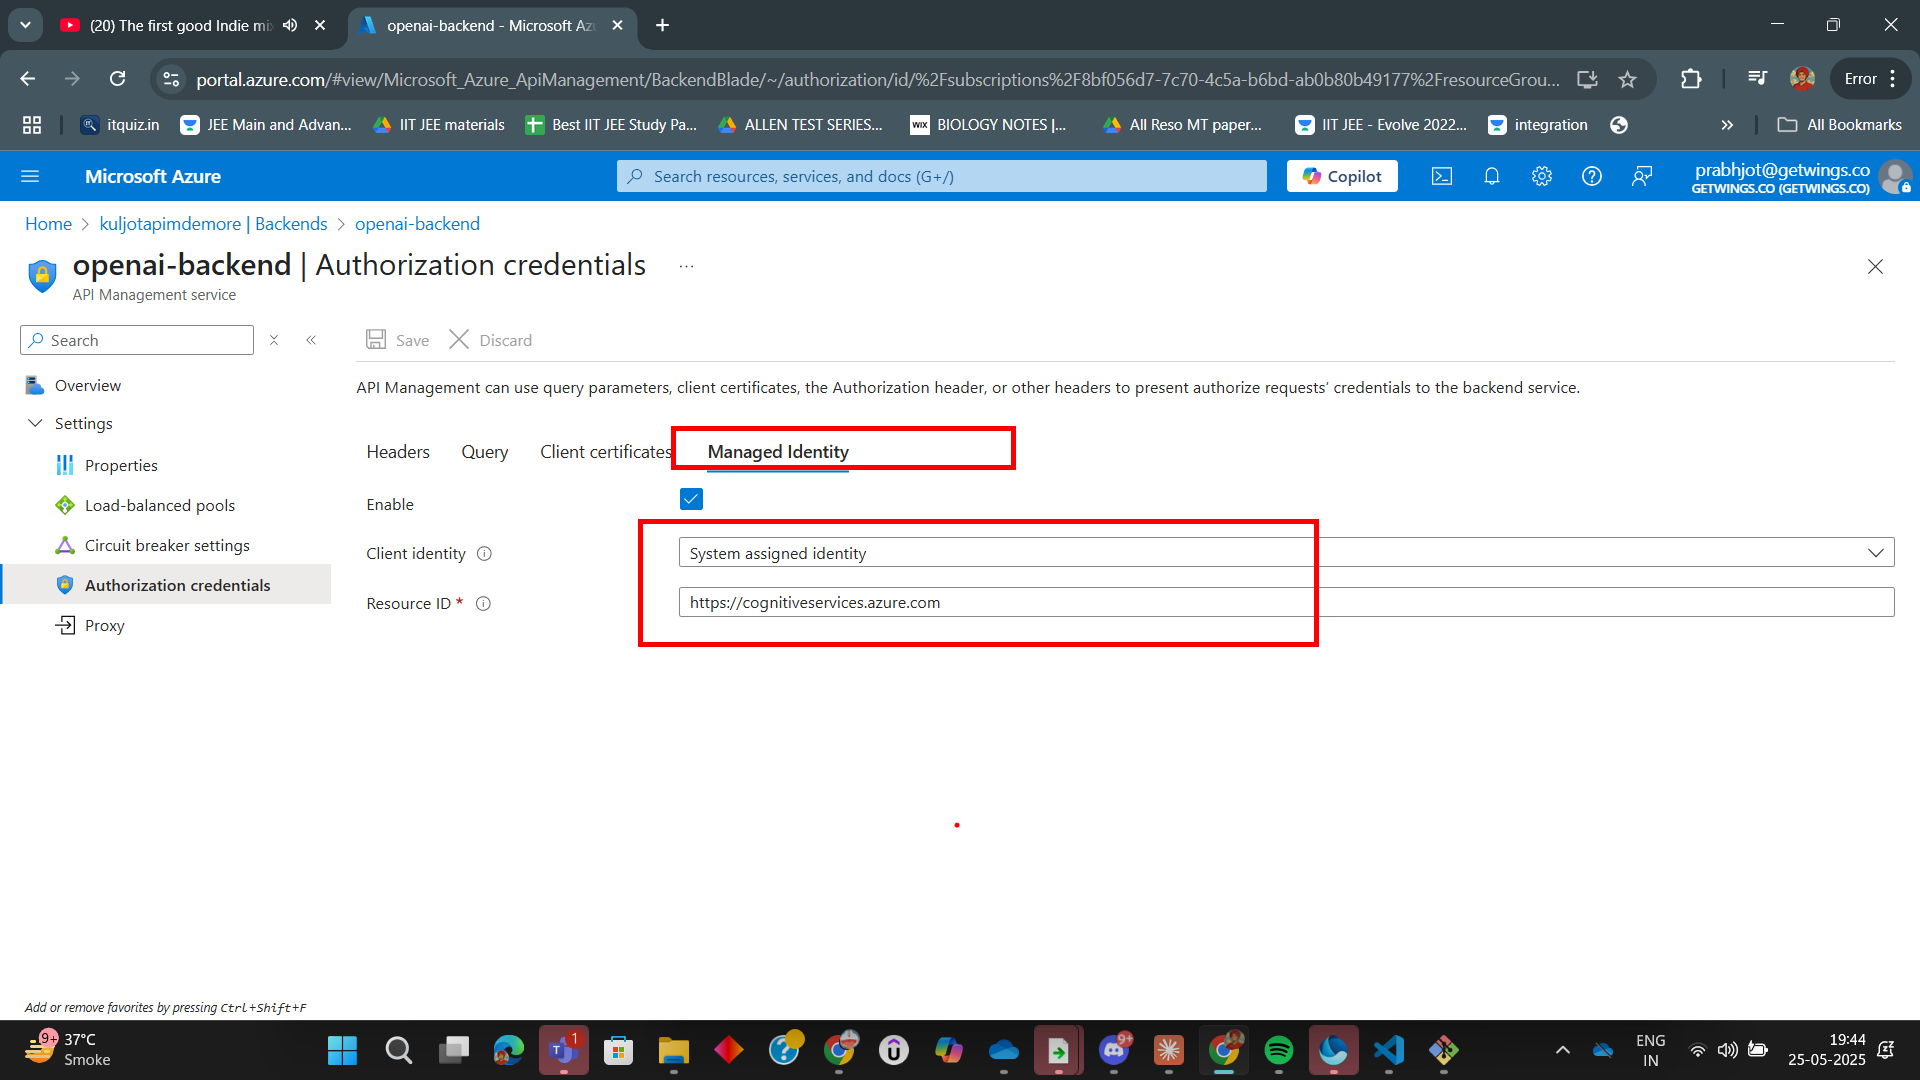 (20) The first good Indie mi
openai-backend - Microsoft Az
portal.azure.com/#view/Microsoft_Azure_ApiManagement/BackendBlade/~/authorization/id/%2Fsubscriptions%2F8bf056d7-7c70-4c5a-b6bd-ab0b80b49177%2FresourceGrou...
Error
itquiz.in
JEE Main and Advan...
IIT JEE materials
Best IIT JEE Study Pa...
ALLEN TEST SERIES...
WIX
BIOLOGY NOTES |...
All Reso MT paper...
IIT JEE - Evolve 2022...
integration
All Bookmarks
Microsoft Azure
Search resources, services, and docs (G+/)
Copilot
prabhjot@getwings.co
GETWINGS.CO (GETWINGS.CO)
Home > kuljotapimdemore | Backends > openai-backend
openai-backend | Authorization credentials ...
API Management service
Search
Save
Discard
Overview
API Management can use query parameters, client certificates, the Authorization header, or other headers to present authorize requests' credentials to the backend service.
Settings
Headers
Query
Client certificates
Managed Identity
Properties
Enable
Load-balanced pools
Circuit breaker settings
Client identity
System assigned identity
Authorization credentials
Resource ID *
https://cognitiveservices.azure.com
Proxy
Add or remove favorites by pressing Ctrl+Shift+F
9+
37°C
Smoke
1
9+
ENG
IN
19:44
25-05-2025